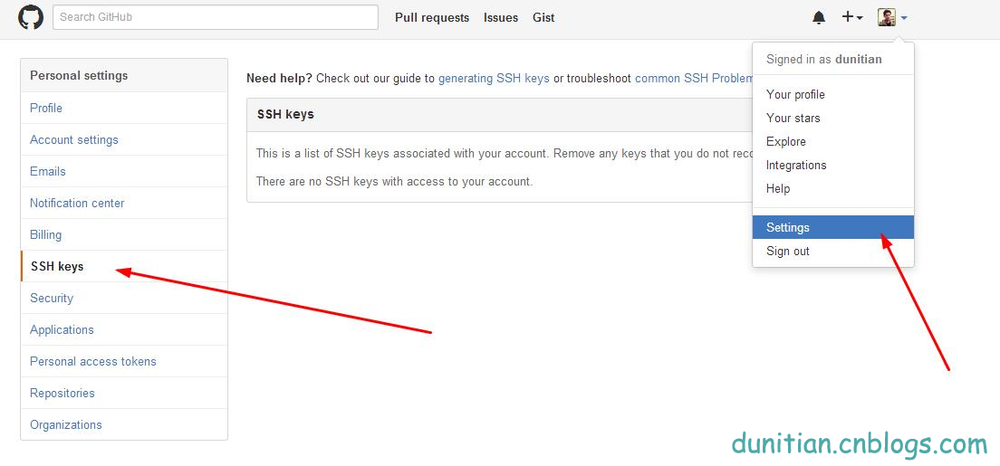 Search GitHub
Pull requests
Issues
Gist
Signed in as dunitian
Your profile
Your stars
Explore
Integrations
Help
Settings
Sign out
Personal settings
Profile
Account settings
Emails
Notification center
Billing
SSH keys
Security
Applications
Personal access tokens
Repositories
Organizations
Need help? Check out our guide to generating SSH keys or troubleshoot common SSH Problem
SSH keys
This is a list of SSH keys associated with your account. Remove any keys that you do not reco
There are no SSH keys with access to your account.
dunitian.cnblogs.com